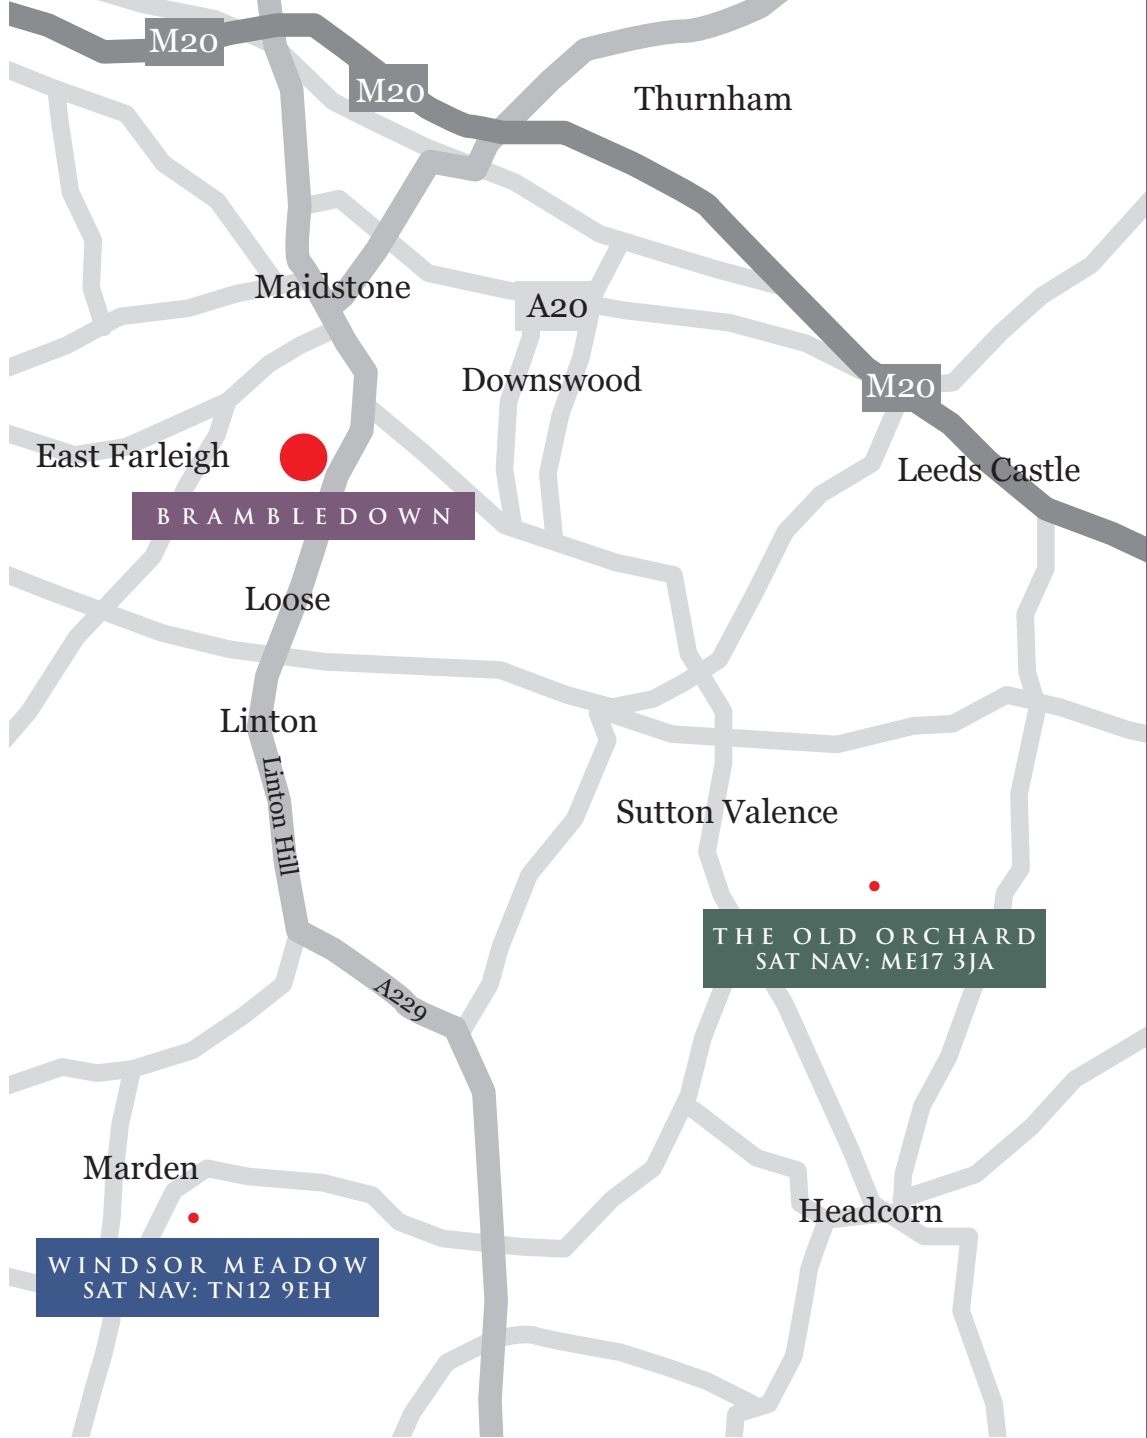 M20
M20
Thurnham
Maidstone
A20
Downswood
M20
East Farleigh
Leeds Castle
BRAMBLEDOWN
Loose
Linton
Linton Hill
Sutton Valence
THE OLD ORCHARD
SAT NAV: ME17 3JA
A229
Marden
Headcorn
WINDSOR MEADOW
SAT NAV: TN12 9EH